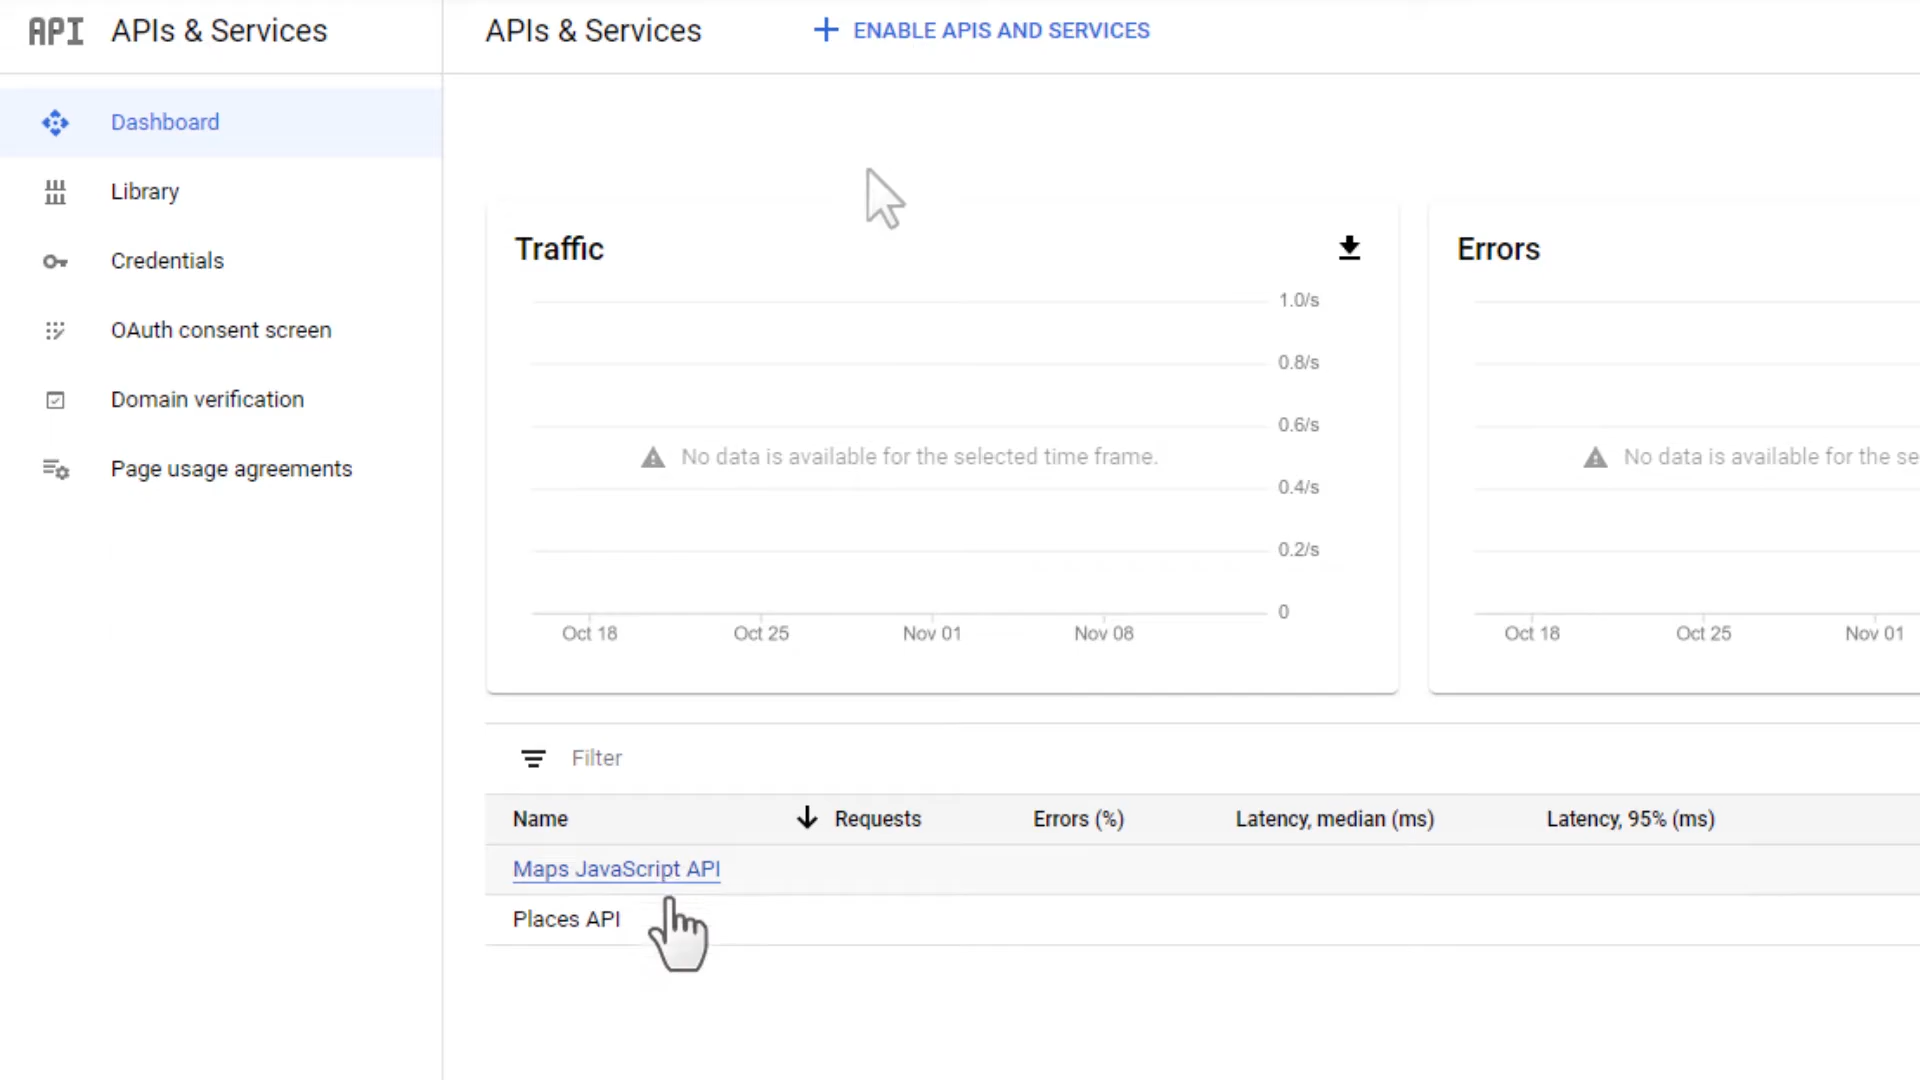 API APIs & Services
Dashboard
Library
Credentials
OAuth consent screen
Domain verification
Page usage agreements
APIs & Services
ENABLE APIS AND SERVICES
Traffic
1.0/s
0.8/s
0.6/s
No data is available for the selected time frame.
0.4/s
0.2/s
0
Oct 18 Oct 25 Nov 01 Nov 08
Errors
No data is available for the se
Oct 18 Oct 25 Nov 01
Filter
Name Requests Errors (%) Latency, median (ms) Latency, 95% (ms)
Maps JavaScript API
Places API